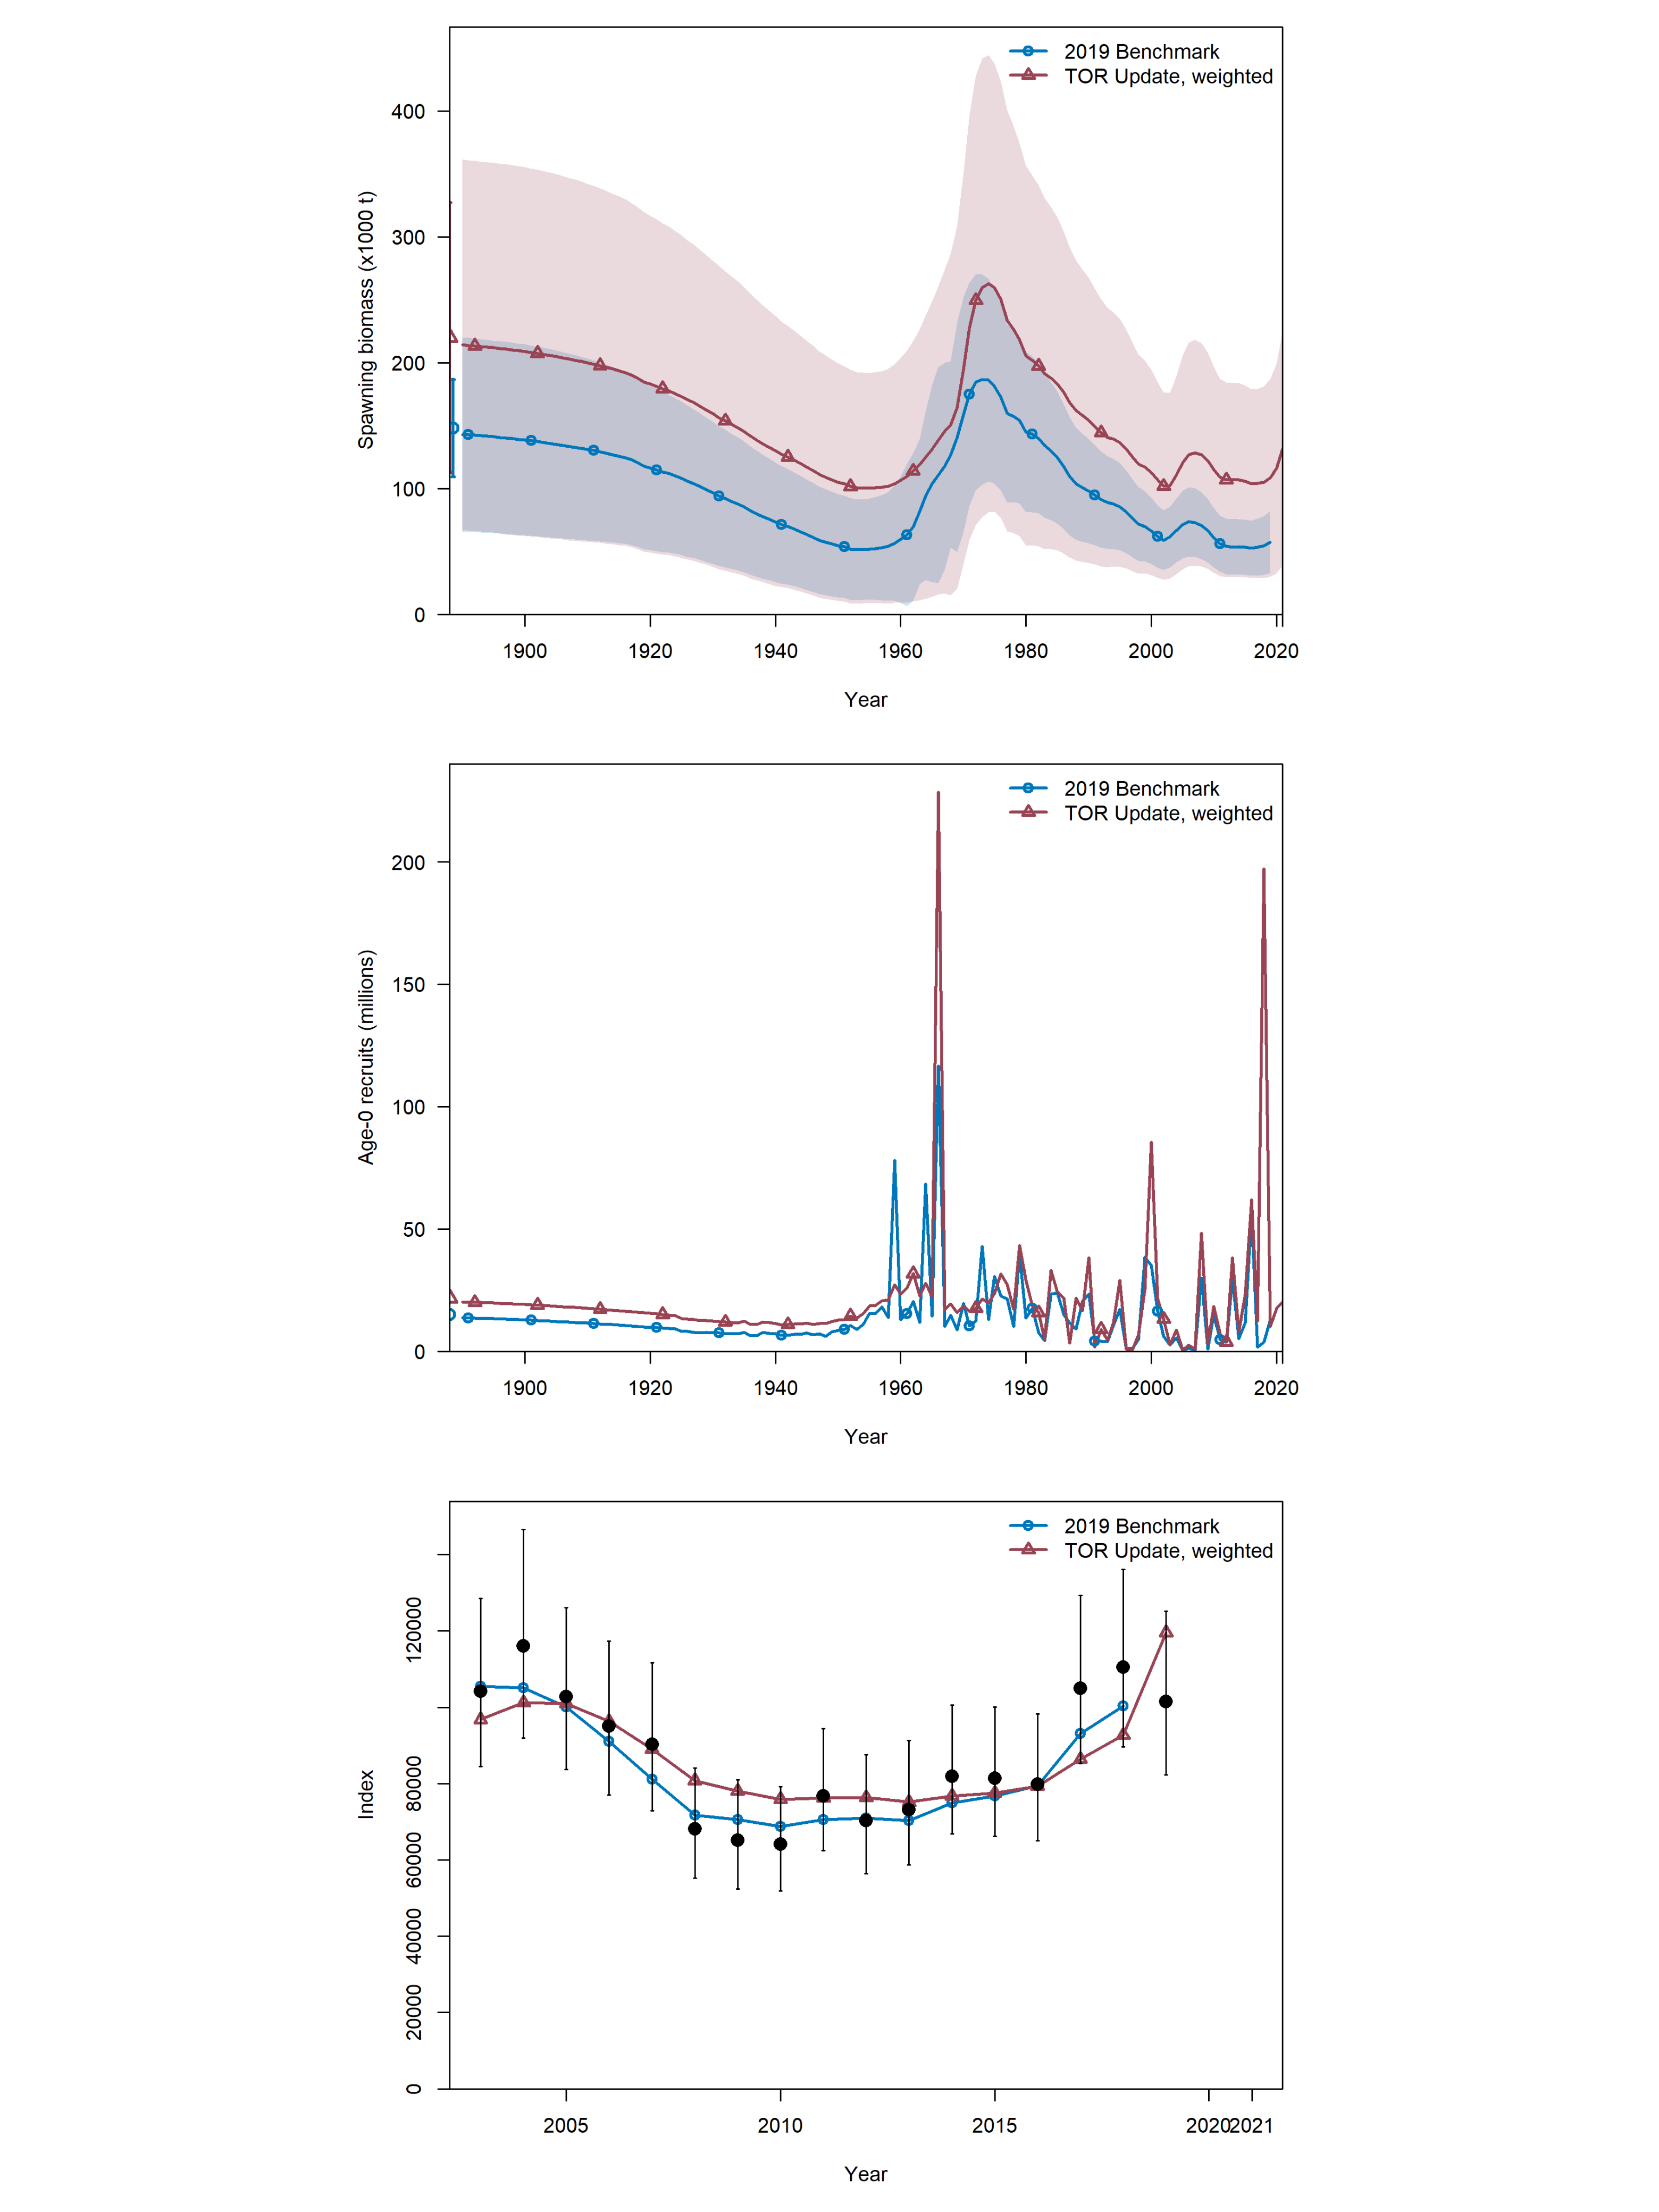 2019 Benchmark
TOR Update, weighted
Spawning biomass (x1000 t)
400
300
200
100
0
1900 1920 1940 1960 1980 2000 2020
Year
2019 Benchmark
TOR Update, weighted
Age-0 recruits (millions)
200
150
100
50
0
1900 1920 1940 1960 1980 2000 2020
Year
2019 Benchmark
TOR Update, weighted
Index
120000
80000
60000
40000
20000
0
2005 2010 2015 2020 2021
Year